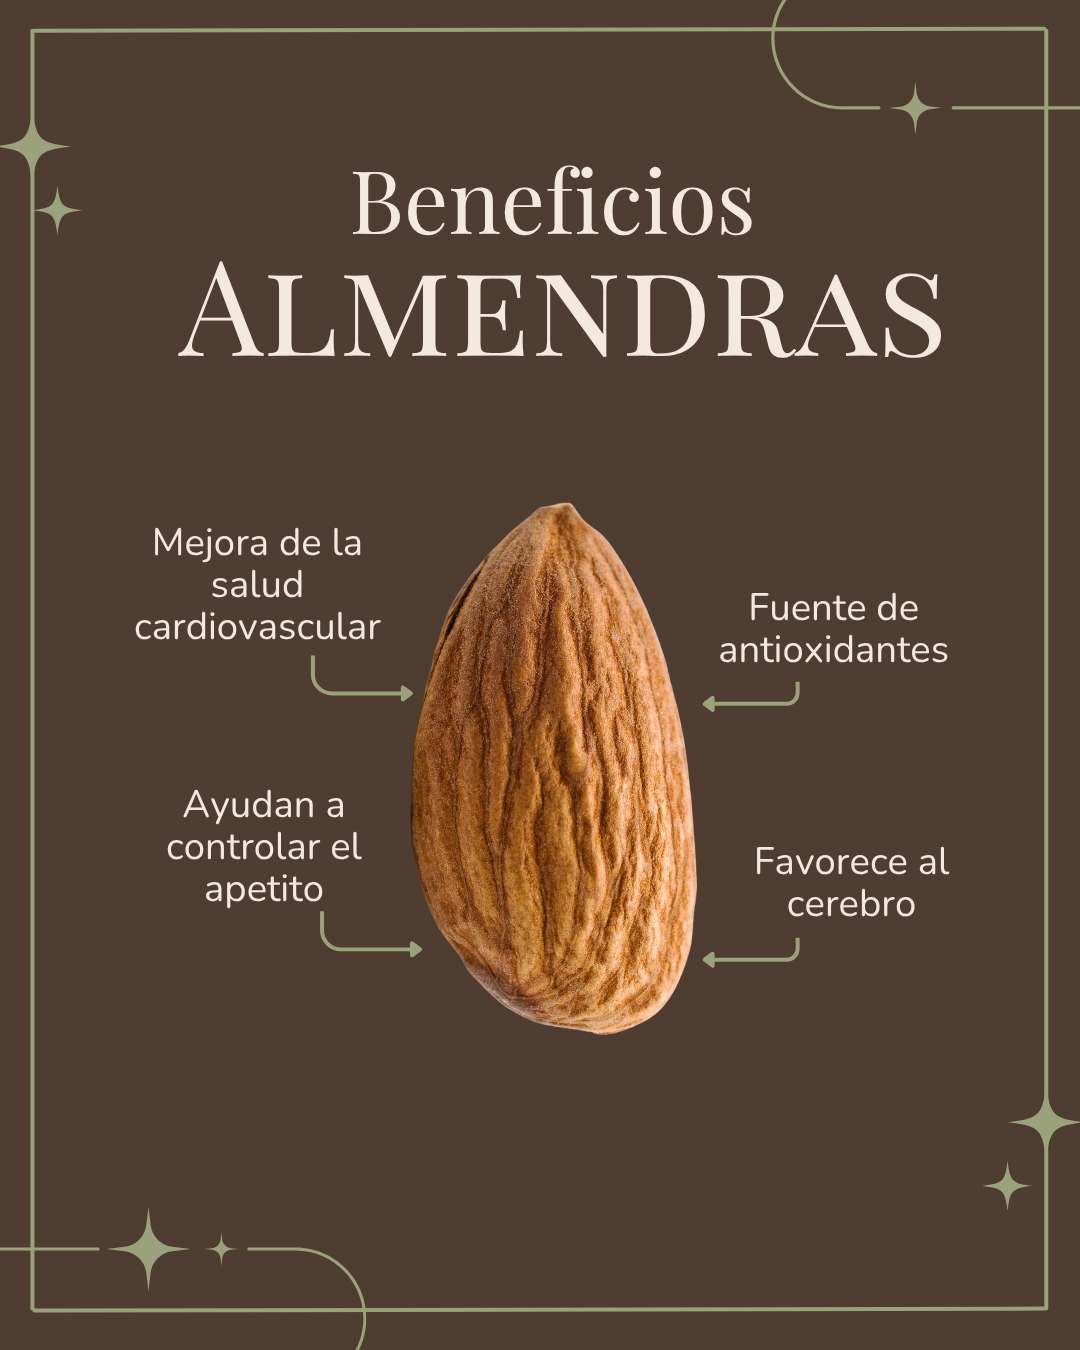 Beneficios
ALMENDRAS
Mejora de la
salud
cardiovascular
Fuente de
antioxidantes
Ayudan a
controlar el
apetito
Favorece al
cerebro